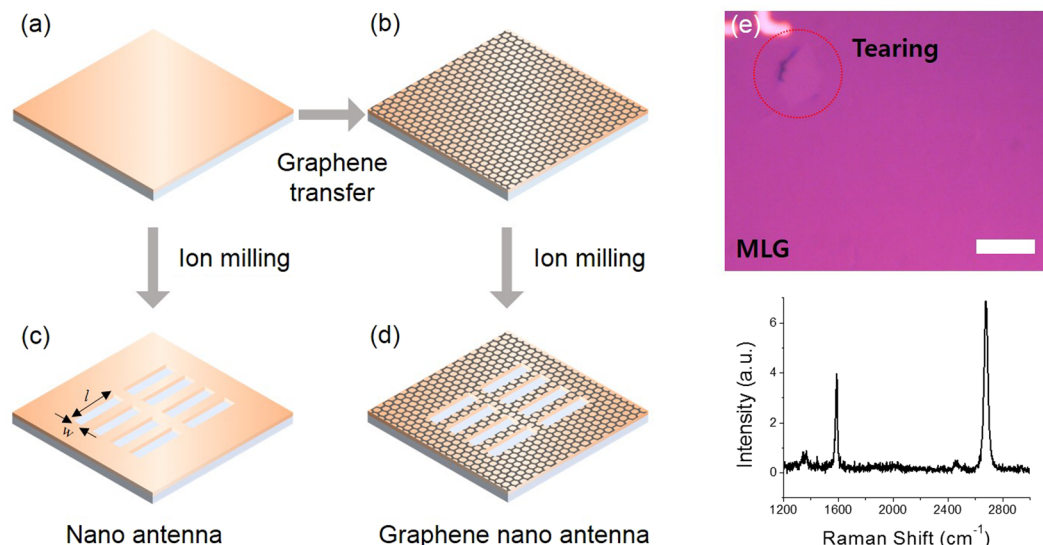 (a)
(b)
Graphene
transfer
Ion milling
Ion milling
(c)
l
w
(d)
Nano antenna
Graphene nano antenna
(e)
Tearing
MLG
Intensity (a.u.)
6
4
2
0
1200
1600
2000
2400
2800
Raman Shift (cm⁻¹)